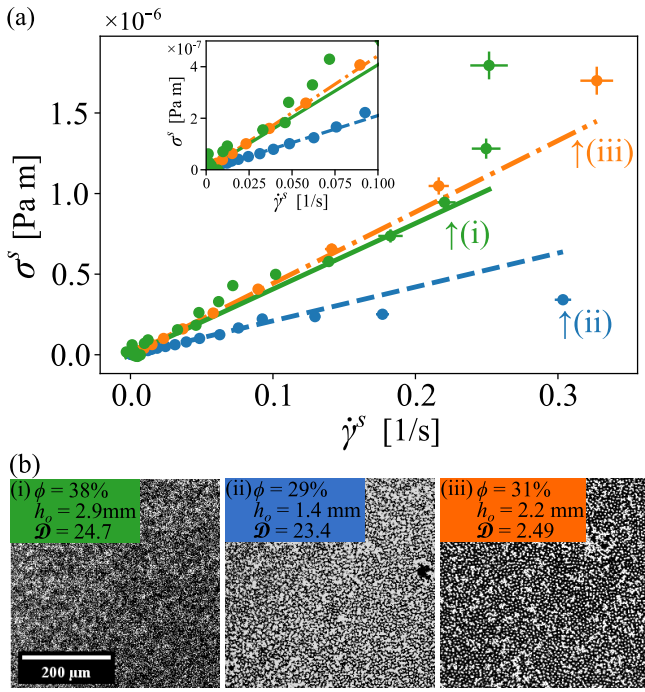 (a)
×10⁻⁶
σˢ [Pa m]
1.5
1.0
0.5
0.0
0.0
0.1
0.2
0.3
γ̇ˢ [1/s]
×10⁻⁷
σˢ [Pa m]
4
2
0
0
0.025
0.050
0.075
0.100
γ̇ˢ [1/s]
↑(iii)
↑(i)
↑(ii)
(b)
(i) ϕ = 38%
hₒ = 2.9mm
𝓓 = 24.7
200 μm
(ii) ϕ = 29%
hₒ = 1.4 mm
𝓓 = 23.4
(iii) ϕ = 31%
hₒ = 2.2 mm
𝓓 = 2.49